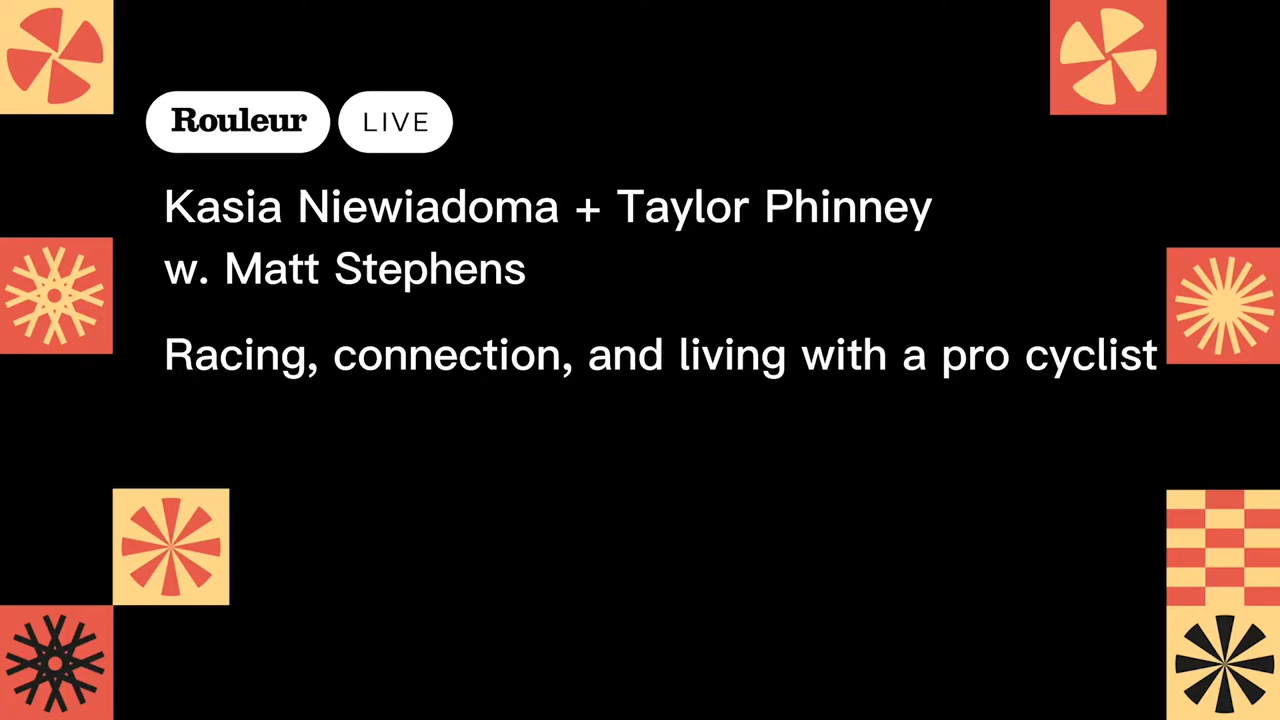 Rouleur LIVE
Kasia Niewiadoma + Taylor Phinney
w. Matt Stephens
Racing, connection, and living with a pro cyclist